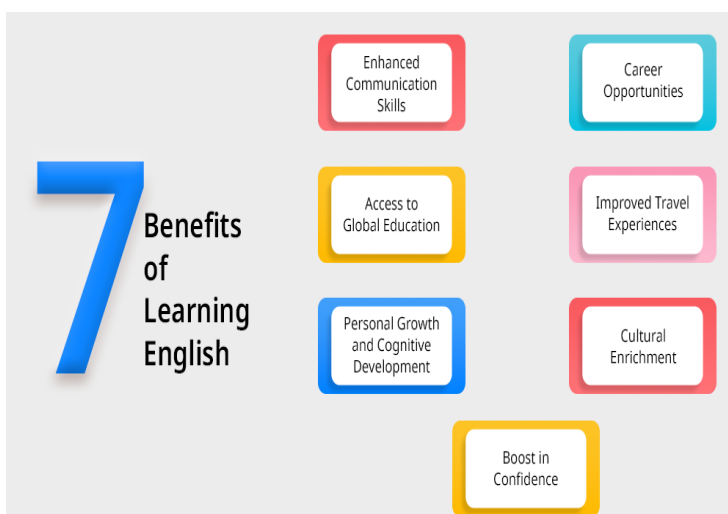 7
Benefits
of
Learning
English
Enhanced
Communication
Skills
Career
Opportunities
Access to
Global Education
Improved Travel
Experiences
Personal Growth
and Cognitive
Development
Cultural
Enrichment
Boost in
Confidence